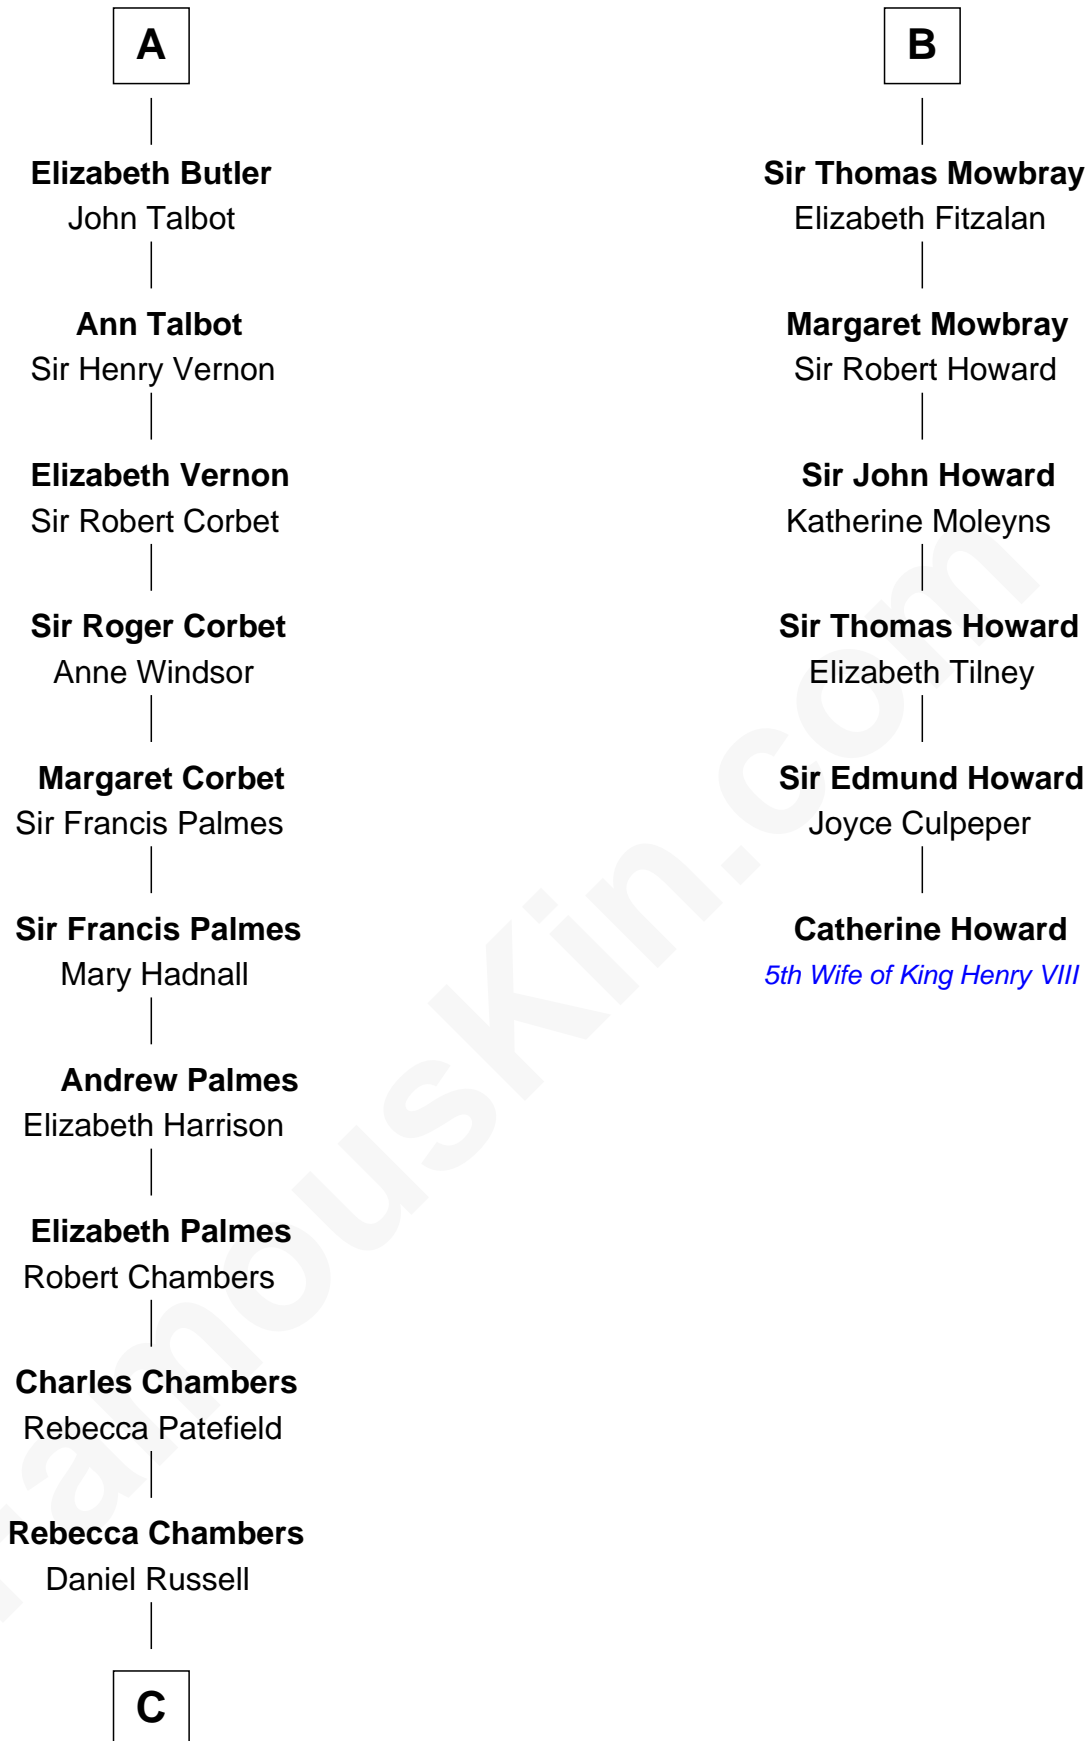 A
Elizabeth Butler
John Talbot
Ann Talbot
Sir Henry Vernon
Elizabeth Vernon
Sir Robert Corbet
Sir Roger Corbet
Anne Windsor
Margaret Corbet
Sir Francis Palmes
Sir Francis Palmes
Mary Hadnall
Andrew Palmes
Elizabeth Harrison
Elizabeth Palmes
Robert Chambers
Charles Chambers
Rebecca Patefield
Rebecca Chambers
Daniel Russell
C
B
Sir Thomas Mowbray
Elizabeth Fitzalan
Margaret Mowbray
Sir Robert Howard
Sir John Howard
Katherine Moleyns
Sir Thomas Howard
Elizabeth Tilney
Sir Edmund Howard
Joyce Culpeper
Catherine Howard
5th Wife of King Henry VIII
FamousKin.com